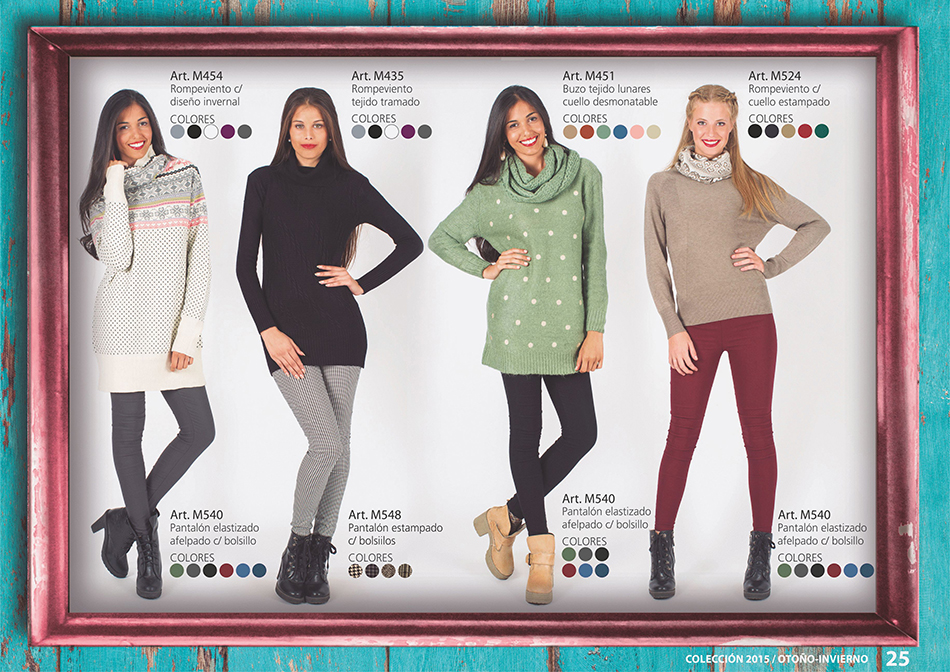 Art. M454
Rompeviento c/
diseño invernal
COLORES
Art. M435
Rompeviento
tejido tramado
COLORES
Art. M451
Buzo tejido lunares
cuello desmonatable
COLORES
Art. M524
Rompeviento c/
cuello estampado
COLORES
Art. M540
Pantalón elastizado
afelpado c/ bolsillo
COLORES
Art. M548
Pantalón estampado
c/ bolsiilos
COLORES
Art. M540
Pantalón elastizado
afelpado c/ bolsillo
COLORES
Art. M540
Pantalón elastizado
afelpado c/ bolsillo
COLORES
COLECCIÓN 2015 / OTOÑO-INVIERNO 25